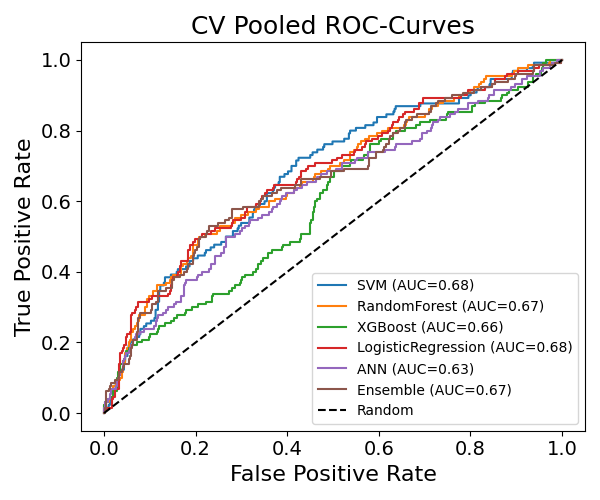 CV Pooled ROC-Curves
True Positive Rate
1.0
0.8
0.6
0.4
0.2
0.0
SVM (AUC=0.68)
RandomForest (AUC=0.67)
XGBoost (AUC=0.66)
LogisticRegression (AUC=0.68)
ANN (AUC=0.63)
Ensemble (AUC=0.67)
Random
0.0 0.2 0.4 0.6 0.8 1.0
False Positive Rate